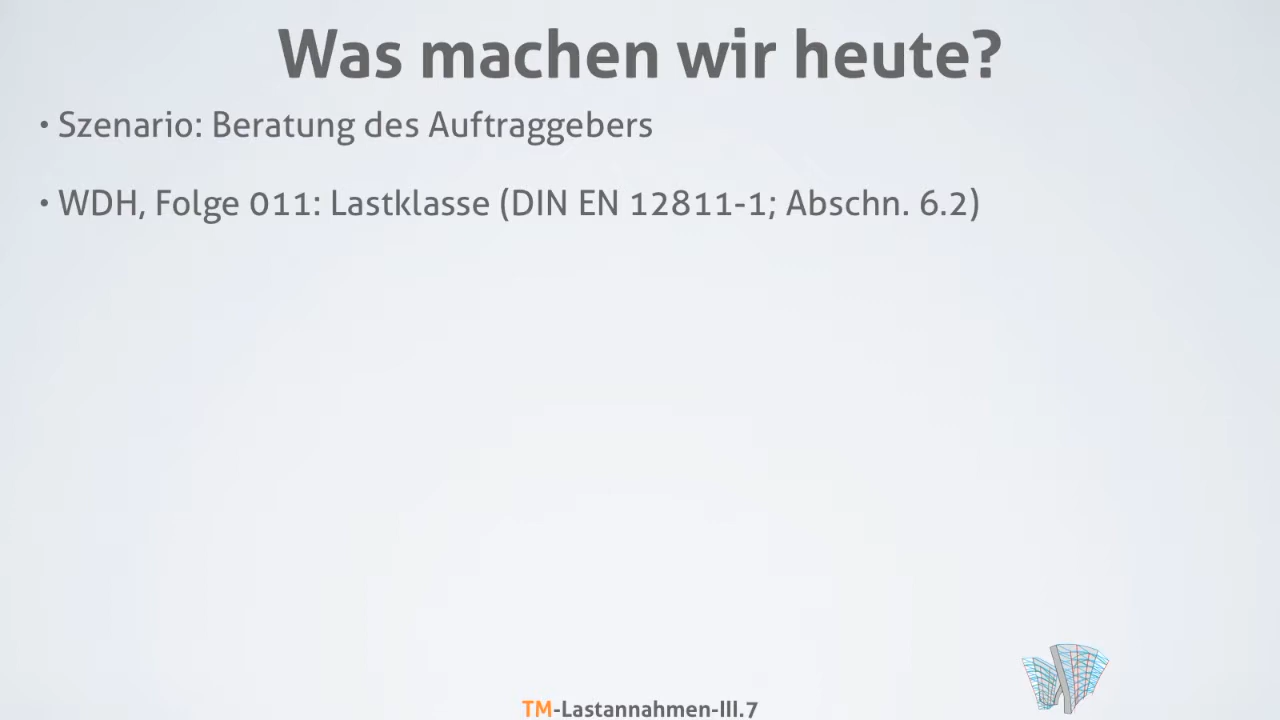 Was machen wir heute?
• Szenario: Beratung des Auftraggebers
• WDH, Folge 011: Lastklasse (DIN EN 12811-1; Abschn. 6.2)
TM-Lastannahmen-III.7